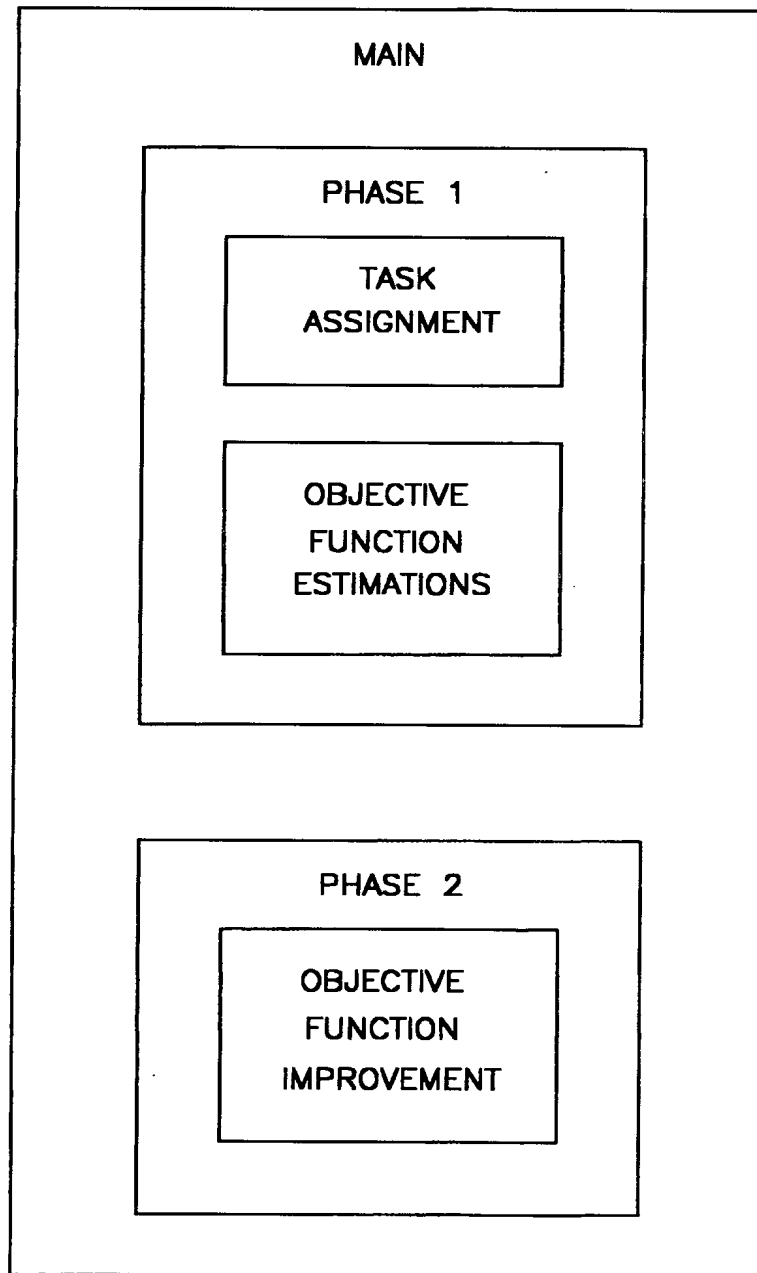 MAIN
PHASE 1
TASK
ASSIGNMENT
OBJECTIVE
FUNCTION
ESTIMATIONS
PHASE 2
OBJECTIVE
FUNCTION
IMPROVEMENT